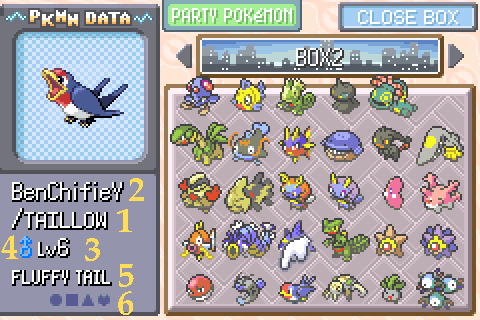 PKMN DATA
PARTY POKéMON
CLOSE BOX
BOX2
BenChifieY 2
/TAILLOW 1
4♂ Lv6 3
FLUFFY TAIL 5
●■▲♥ 6